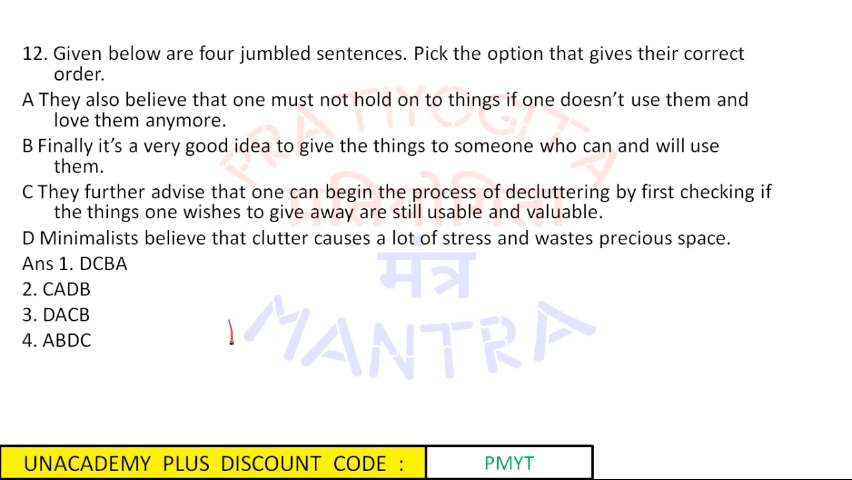 12. Given below are four jumbled sentences. Pick the option that gives their correct
order.
A They also believe that one must not hold on to things if one doesn't use them and
love them anymore.
B Finally it's a very good idea to give the things to someone who can and will use
them.
C They further advise that one can begin the process of decluttering by first checking if
the things one wishes to give away are still usable and valuable.
D Minimalists believe that clutter causes a lot of stress and wastes precious space.
Ans 1. DCBA
2. CADB
3. DACB
4. ABDC
PRATIYOGITA
प्रतियोगिता
मंत्र
MANTRA
UNACADEMY PLUS DISCOUNT CODE :
PMYT